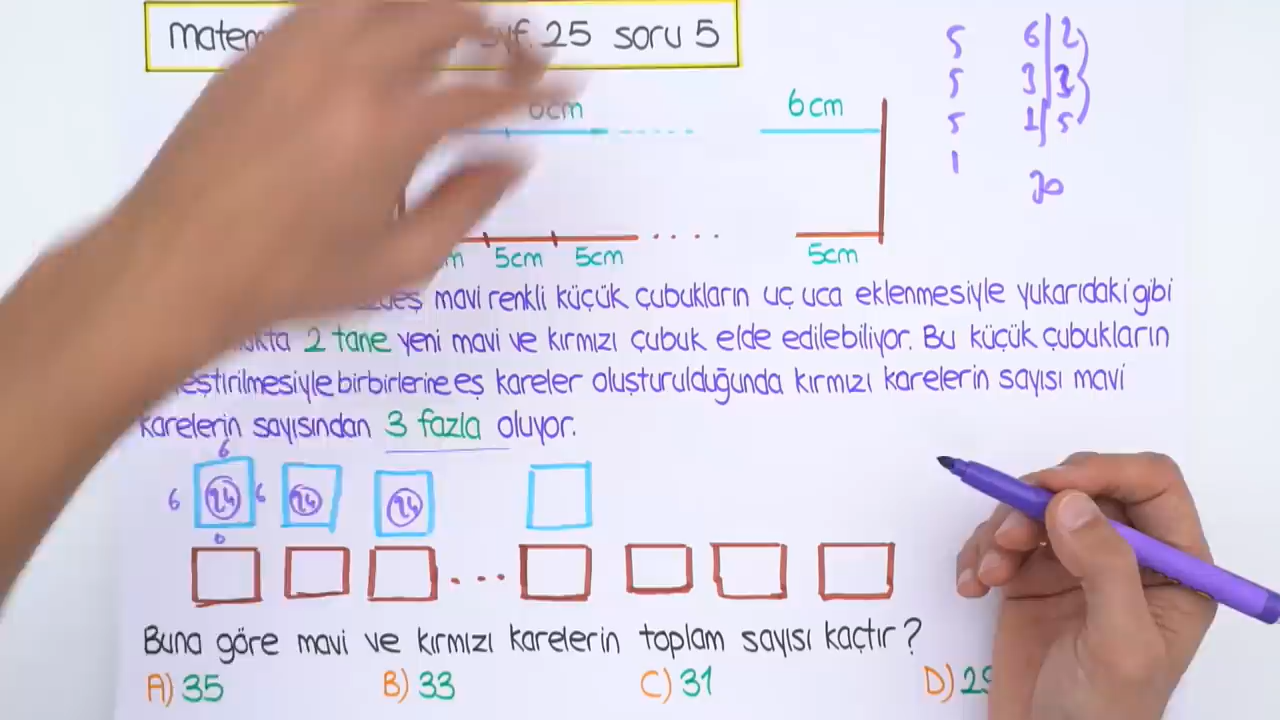 25 soru 5
6cm
6cm
5cm
5cm
5cm
5 6 2
5 3 3
5 1 5
1
30
mavi renkli küçük çubukların uç uca eklenmesiyle yukarıdaki gibi
2 tane yeni mavi ve kırmızı çubuk elde edilebiliyor. Bu küçük çubukların
birbirlerine eş kareler oluşturulduğunda kırmızı karelerin sayısı mavi
karelerin sayısından 3 fazla oluyor.
6
6 24 6 24 24
Buna göre mavi ve kırmızı karelerin toplam sayısı kaçtır?
A) 35 B) 33 C) 31 D)